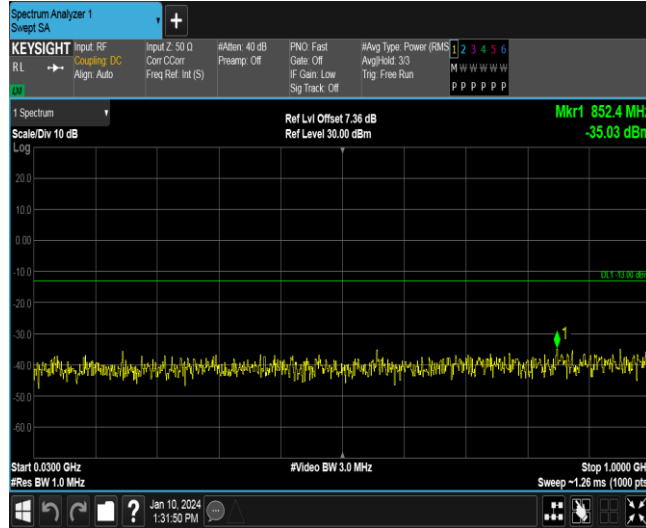 Spectrum Analyzer 1
Swept SA
+
KEYSIGHT Input: RF Input Z: 50 Ω #Atten: 40 dB PNO: Fast #Avg Type: Power (RMS 1 2 3 4 5 6
RL Coupling: DC Corr CCorr Preamp: Off Gate: Off Avg|Hold: 3/3 M W W W W W
Align: Auto Freq Ref: Int (S) IF Gain: Low Trig: Free Run
Sig Track: Off P P P P P P
1 Spectrum Ref Lvl Offset 7.36 dB Mkr1 852.4 MHz
Scale/Div 10 dB Ref Level 30.00 dBm -35.03 dBm
Log
20.0
10.0
0.00
-10.0
DL1 -13.00 dBm
-20.0
-30.0
1
-40.0
-50.0
-60.0
Start 0.0300 GHz #Video BW 3.0 MHz Stop 1.0000 GH
#Res BW 1.0 MHz Sweep ~1.26 ms (1000 pts
? Jan 10, 2024
1:31:50 PM